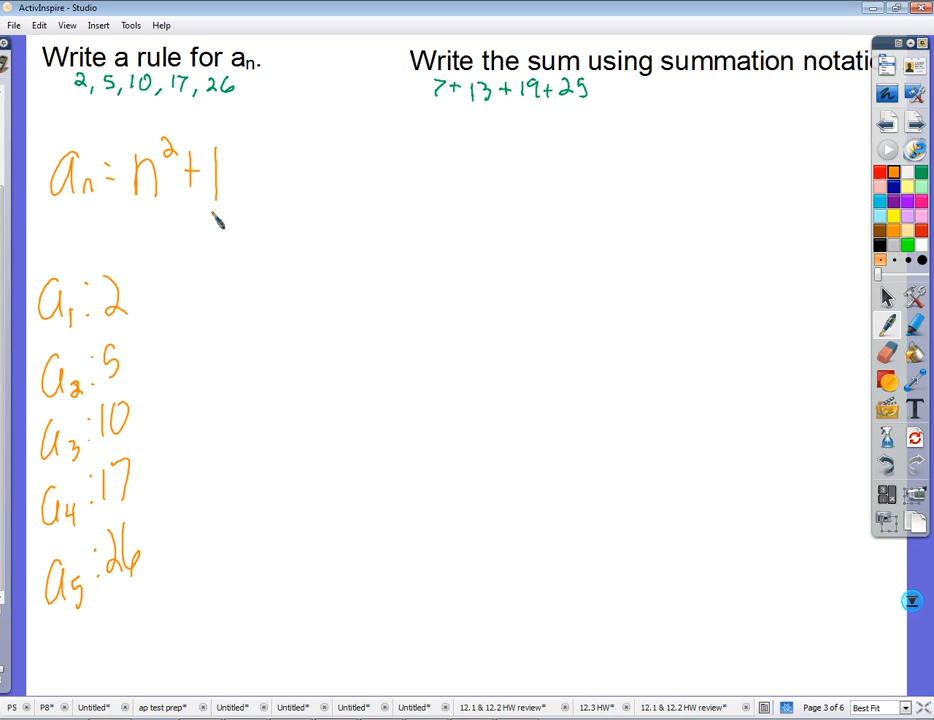 ActivInspire - Studio
File Edit View Insert Tools Help
Write a rule for aₙ.
2, 5, 10, 17, 26
Write the sum using summation notati
7+13+19+25
aₙ = n² + 1
a₁ : 2
a₂ : 5
a₃ : 10
a₄ : 17
a₅ : 26
T
P5 P8* Untitled* ap test prep* Untitled* Untitled* Untitled* Untitled* 12.1 & 12.2 HW review* 12.3 HW* 12.1 & 12.2 HW review* Page 3 of 6 Best Fit